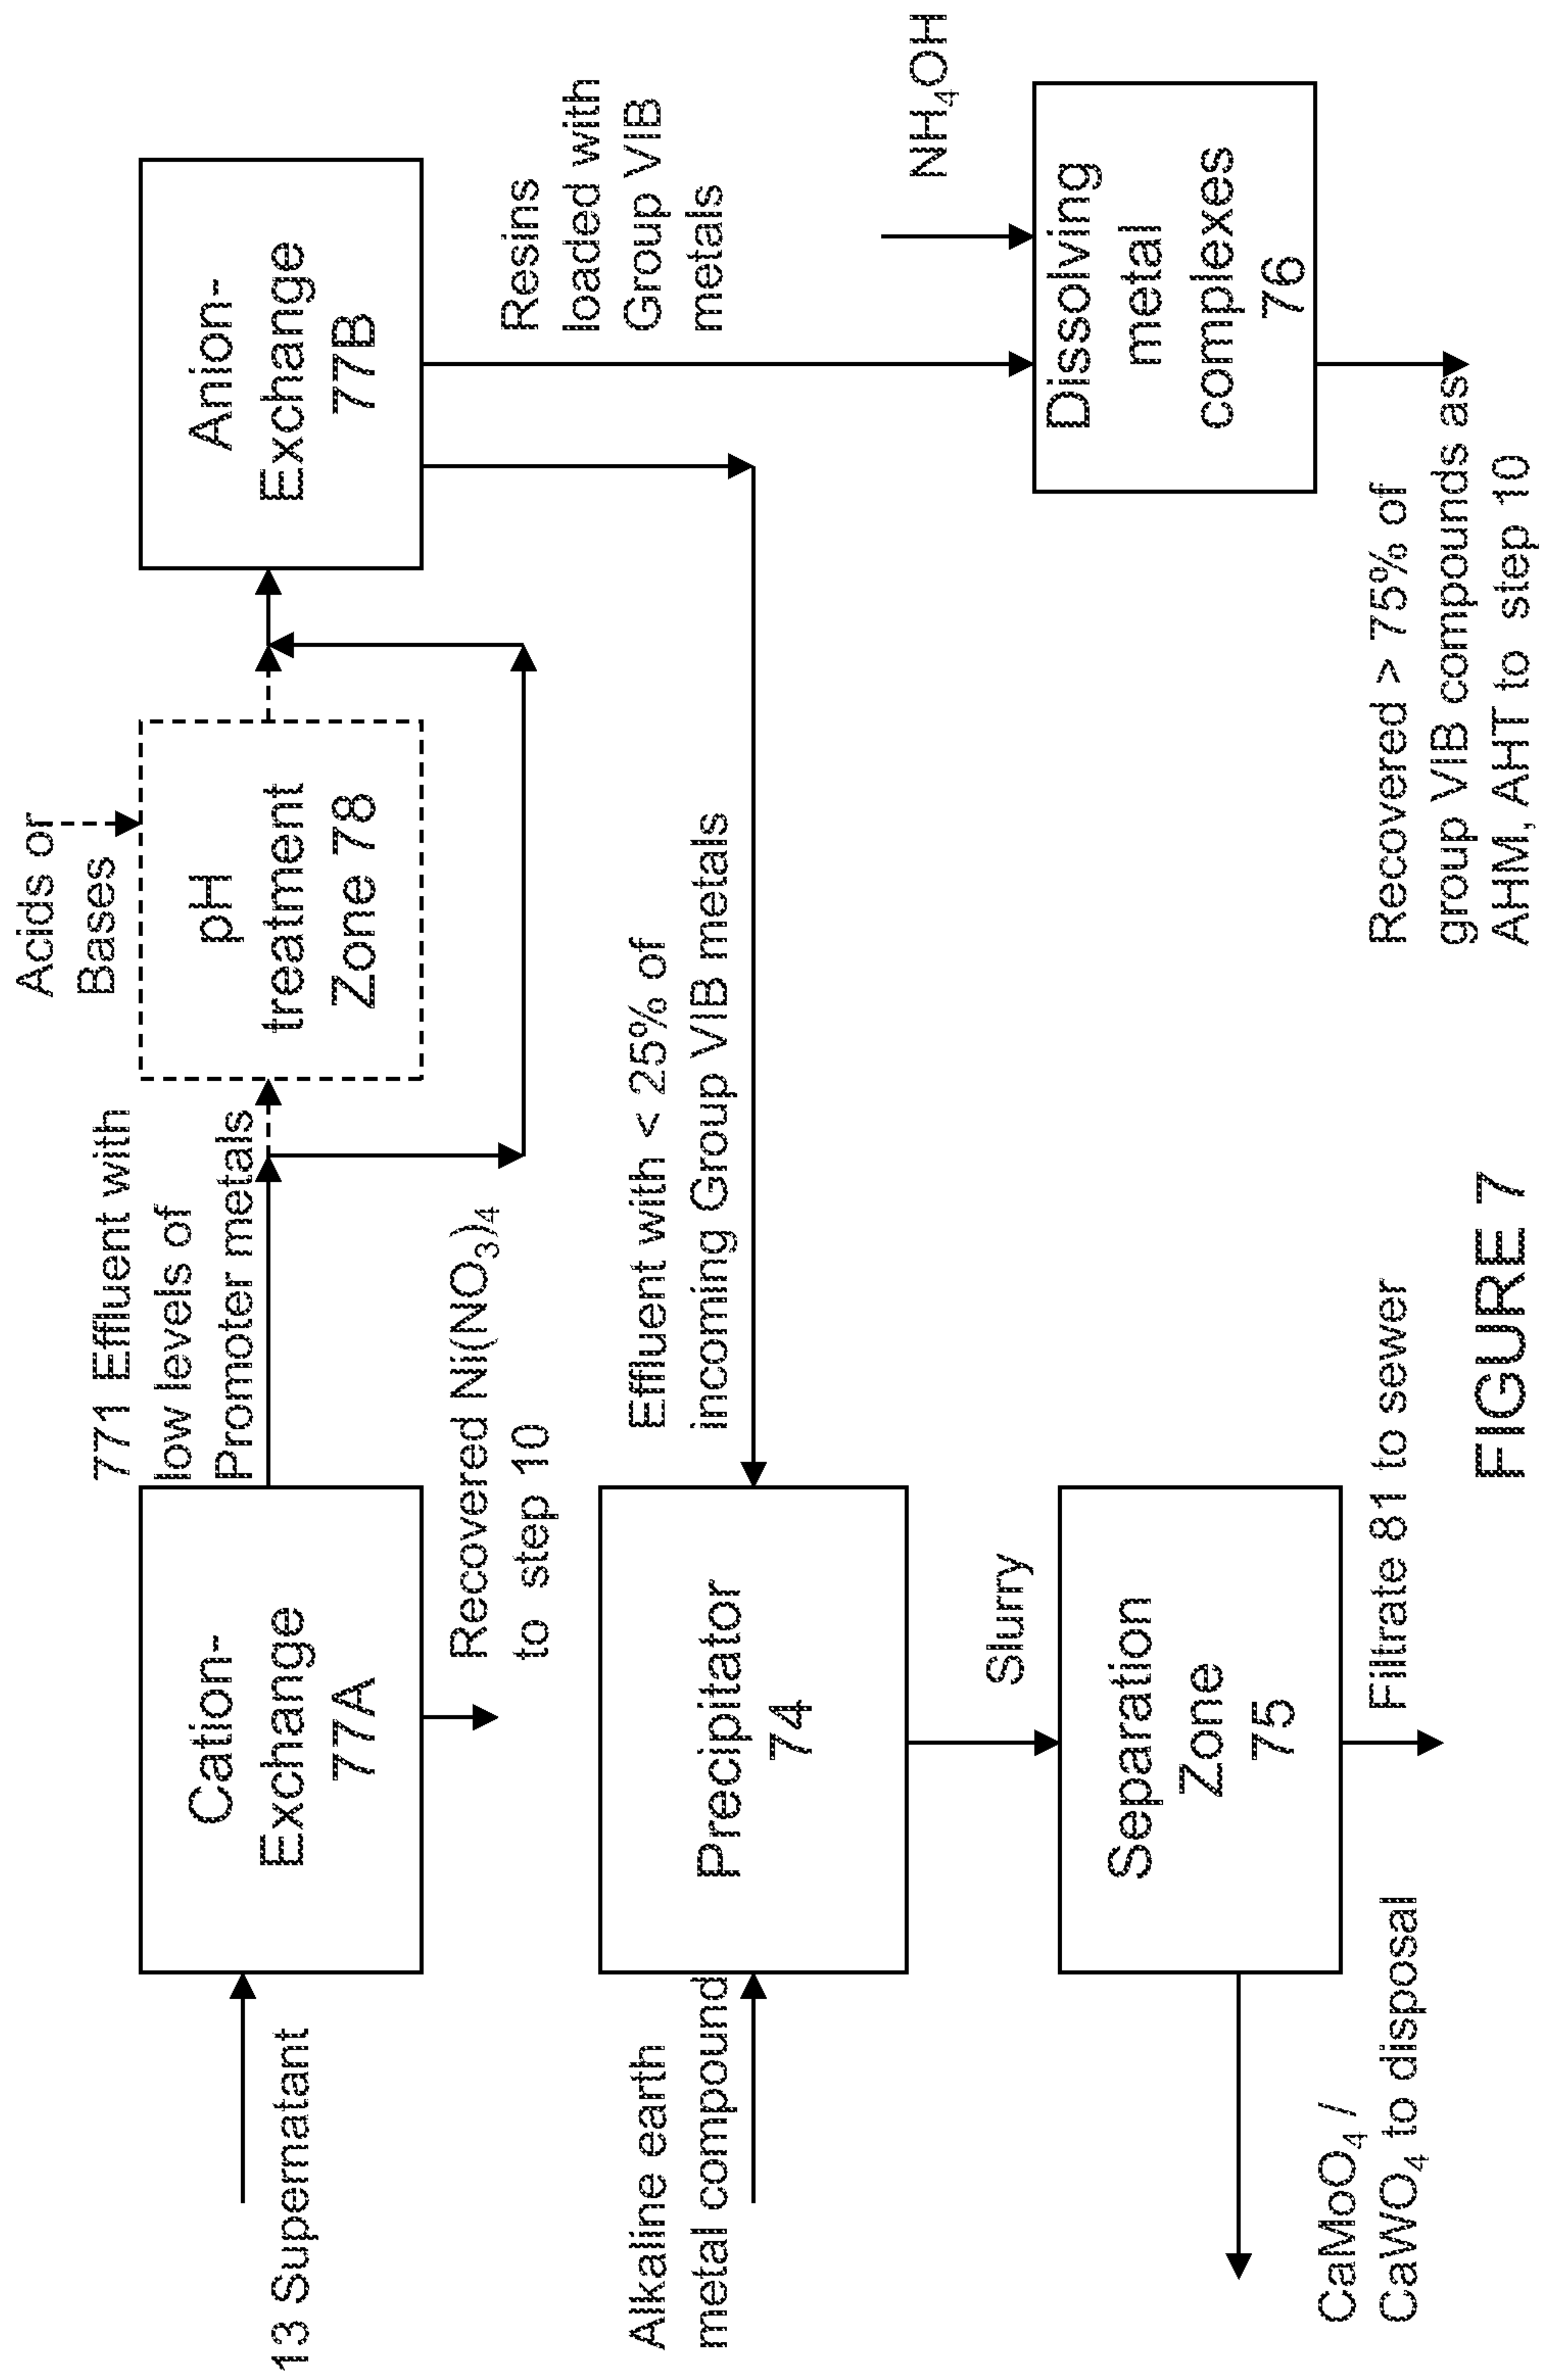 Acids or
Bases
771 Effluent with
low levels of
Promoter metals
13 Supernatant
Cation-
Exchange
77A
pH
treatment
Zone 78
Anion-
Exchange
77B
Recovered Ni(NO₃)₄
to step 10
Resins
loaded with
Group VIB
metals
Effluent with < 25% of
incoming Group VIB metals
Alkaline earth
metal compound
Precipitator
74
Slurry
NH₄OH
Separation
Zone
75
Dissolving
metal
complexes
76
CaMoO₄ /
CaWO₄ to disposal
Filtrate 81 to sewer
Recovered > 75% of
group VIB compounds as
AHM, AHT to step 10
FIGURE 7